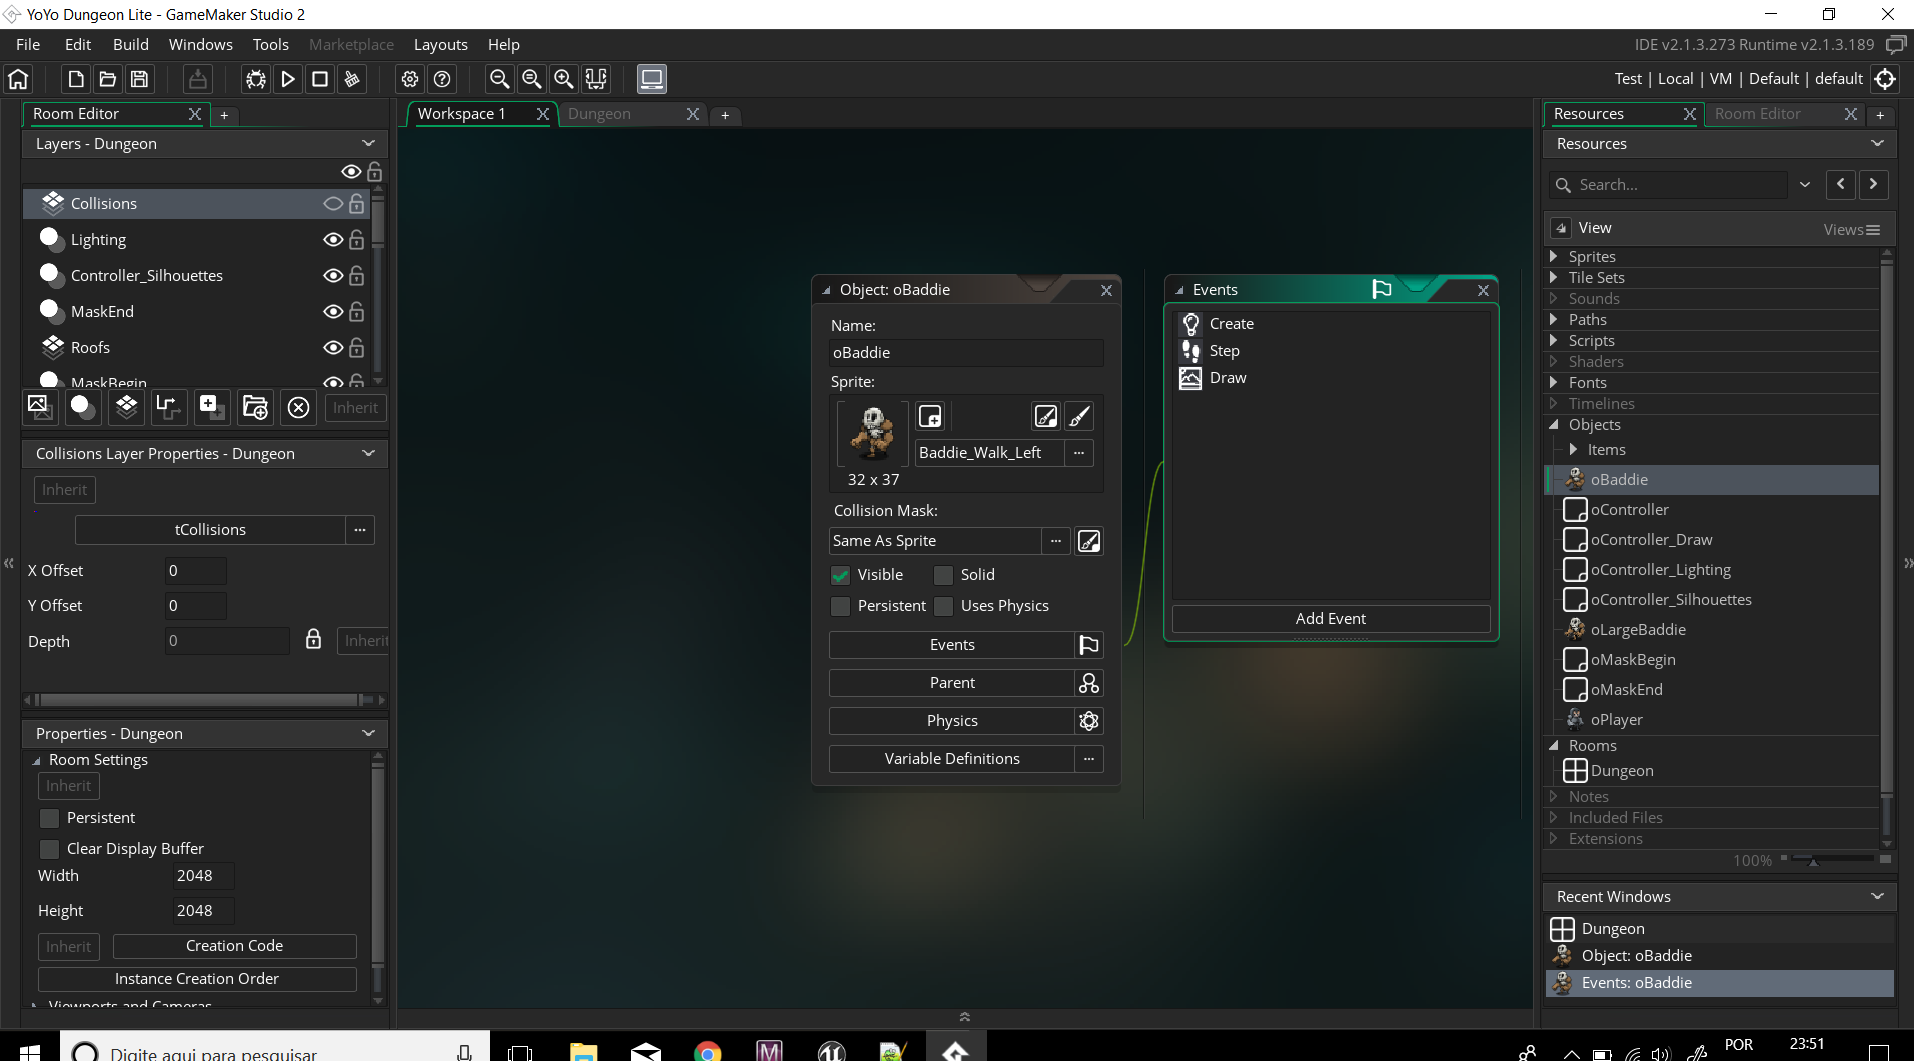 YoYo Dungeon Lite - GameMaker Studio 2
File Edit Build Windows Tools Marketplace Layouts Help
IDE v2.1.3.273 Runtime v2.1.3.189
Test | Local | VM | Default | default
Room Editor
Layers - Dungeon
Collisions
Lighting
Controller_Silhouettes
MaskEnd
Roofs
MaskBegin
Inherit
Collisions Layer Properties - Dungeon
Inherit
tCollisions
X Offset 0
Y Offset 0
Depth 0 Inherit
Properties - Dungeon
Room Settings
Inherit
Persistent
Clear Display Buffer
Width 2048
Height 2048
Inherit Creation Code
Instance Creation Order
Viewports and Cameras
Workspace 1 Dungeon
Object: oBaddie
Name:
oBaddie
Sprite:
Baddie_Walk_Left
32 x 37
Collision Mask:
Same As Sprite
Visible Solid
Persistent Uses Physics
Events
Parent
Physics
Variable Definitions
Events
Create
Step
Draw
Add Event
Resources Room Editor
Resources
Search...
View Views
Sprites
Tile Sets
Sounds
Paths
Scripts
Shaders
Fonts
Timelines
Objects
Items
oBaddie
oController
oController_Draw
oController_Lighting
oController_Silhouettes
oLargeBaddie
oMaskBegin
oMaskEnd
oPlayer
Rooms
Dungeon
Notes
Included Files
Extensions
100%
Recent Windows
Dungeon
Object: oBaddie
Events: oBaddie
Digite aqui para pesquisar
POR 23:51